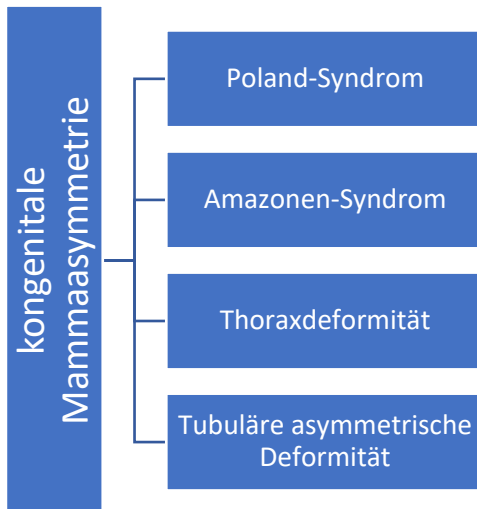 kongenitale
Mammaasymmetrie
Poland-Syndrom
Amazonen-Syndrom
Thoraxdeformität
Tubuläre asymmetrische
Deformität